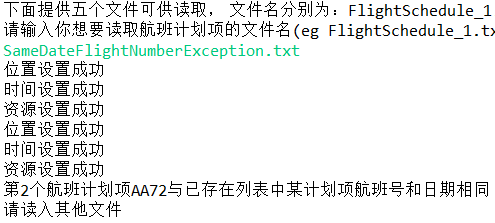 下面提供五个文件可供读取， 文件名分别为：FlightSchedule_1
请输入你想要读取航班计划项的文件名(eg FlightSchedule_1.tx
SameDateFlightNumberException.txt
位置设置成功
时间设置成功
资源设置成功
位置设置成功
时间设置成功
资源设置成功
第2个航班计划项AA72与已存在列表中某计划项航班号和日期相同
请读入其他文件